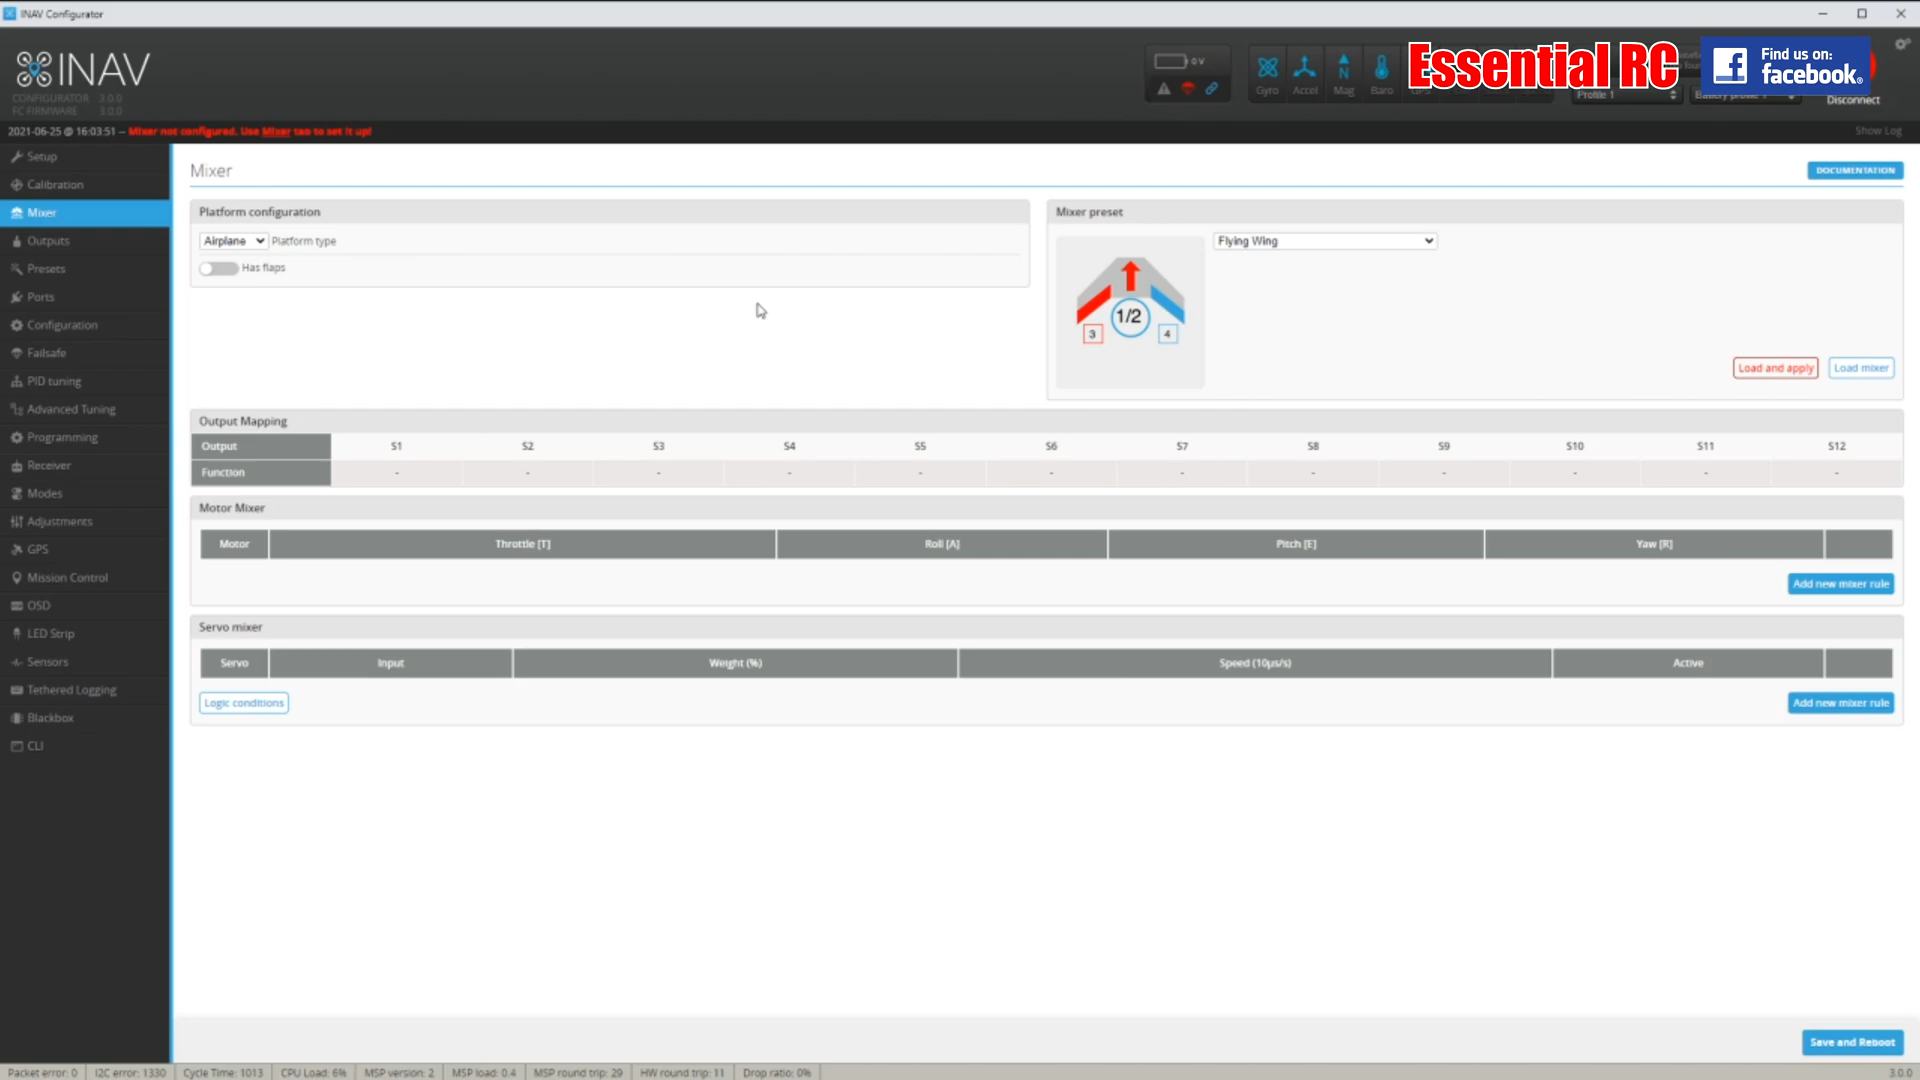 INAV Configurator
INAV
CONFIGURATOR 3.0.0
FC FIRMWARE 3.0.0
0 V
Gyro
Accel
Mag
Baro
Essential RC
Find us on:
facebook.
Profile 1
Battery profile 1
Disconnect
2021-06-25 @ 16:03:51 -- Mixer not configured. Use Mixer tab to set it up!
Show Log
Setup
Calibration
Mixer
Outputs
Presets
Ports
Configuration
Failsafe
PID tuning
Advanced Tuning
Programming
Receiver
Modes
Adjustments
GPS
Mission Control
OSD
LED Strip
Sensors
Tethered Logging
Blackbox
CLI
Mixer
DOCUMENTATION
Platform configuration
Airplane Platform type
Has flaps
Mixer preset
Flying Wing
1/2
3
4
Load and apply
Load mixer
Output Mapping
Output S1 S2 S3 S4 S5 S6 S7 S8 S9 S10 S11 S12
Function - - - - - - - - - - - -
Motor Mixer
Motor Throttle [T] Roll [A] Pitch [E] Yaw [R]
Add new mixer rule
Servo mixer
Servo Input Weight (%) Speed (10µs/s) Active
Logic conditions
Add new mixer rule
Save and Reboot
Packet error: 0 I2C error: 1330 Cycle Time: 1013 CPU Load: 6% MSP version: 2 MSP load: 0.4 MSP round trip: 29 HW round trip: 11 Drop ratio: 0% 3.0.0